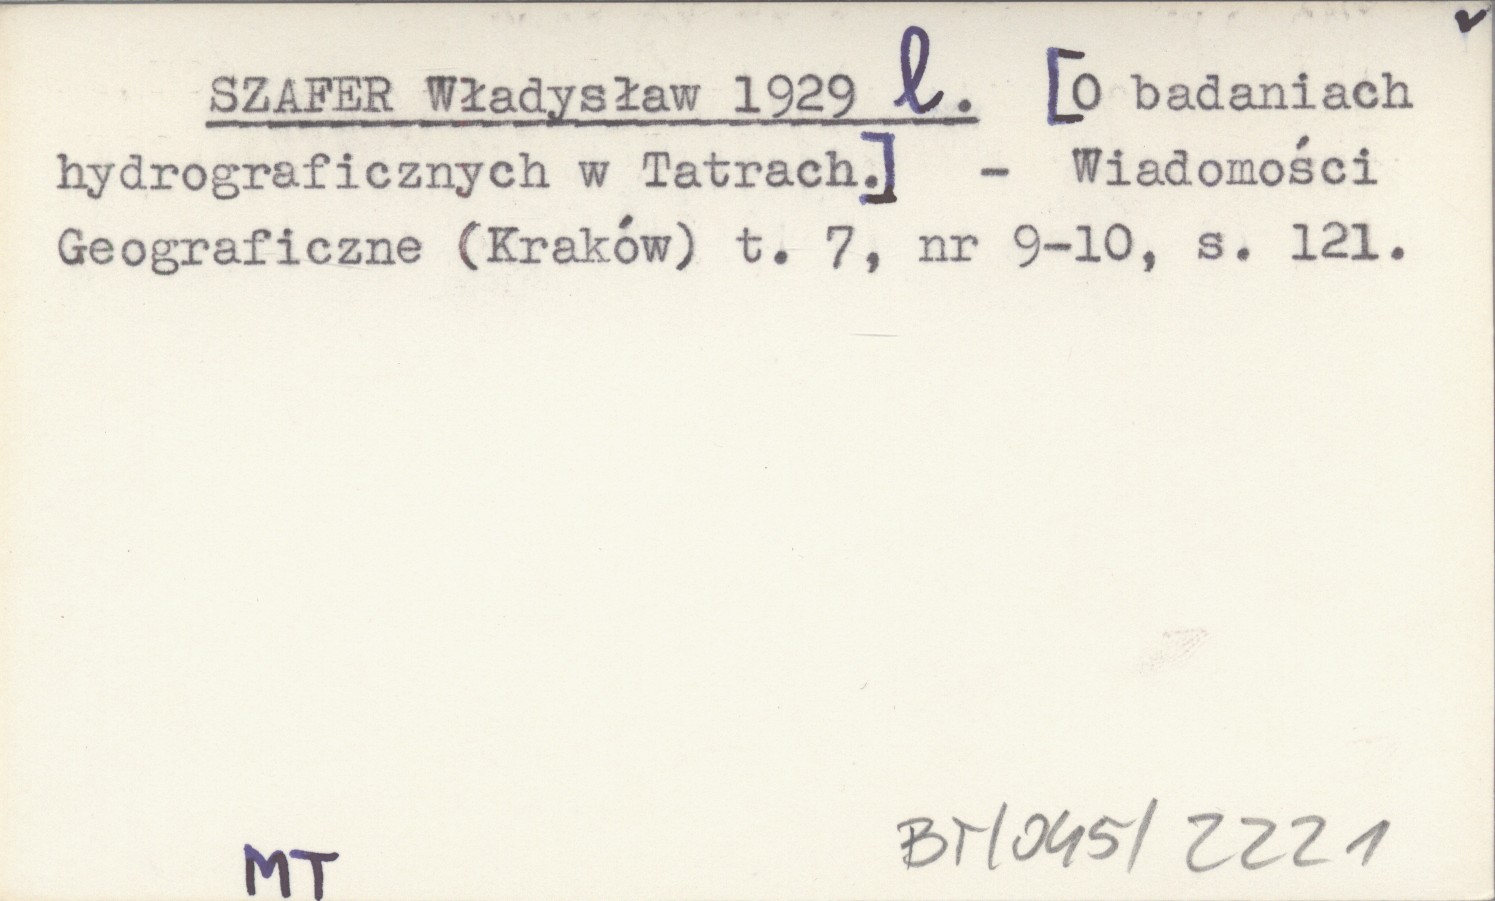 SZAFER Władysław 1929 l. [O badaniach
hydrograficznych w Tatrach.] - Wiadomości
Geograficzne (Kraków) t. 7, nr 9-10, s. 121.
BT/045/2221
MT